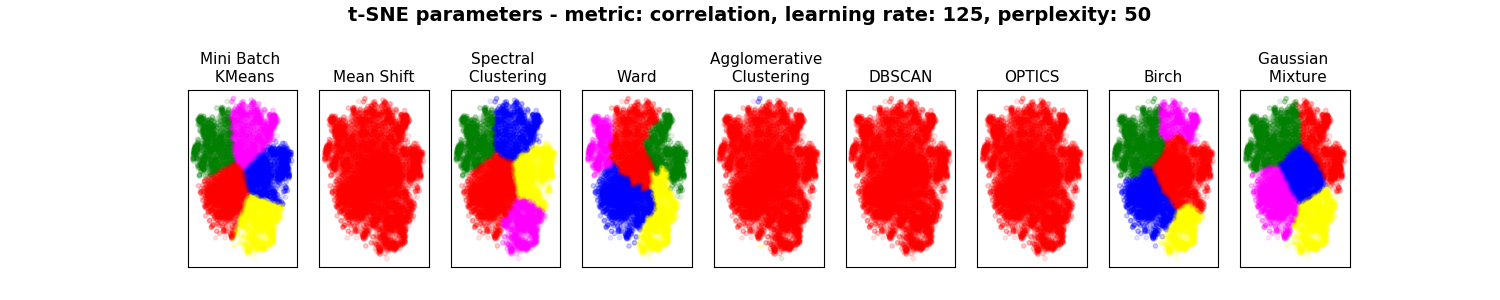 t-SNE parameters - metric: correlation, learning rate: 125, perplexity: 50
Mini Batch
KMeans
Mean Shift
Spectral
Clustering
Ward
Agglomerative
Clustering
DBSCAN
OPTICS
Birch
Gaussian
Mixture